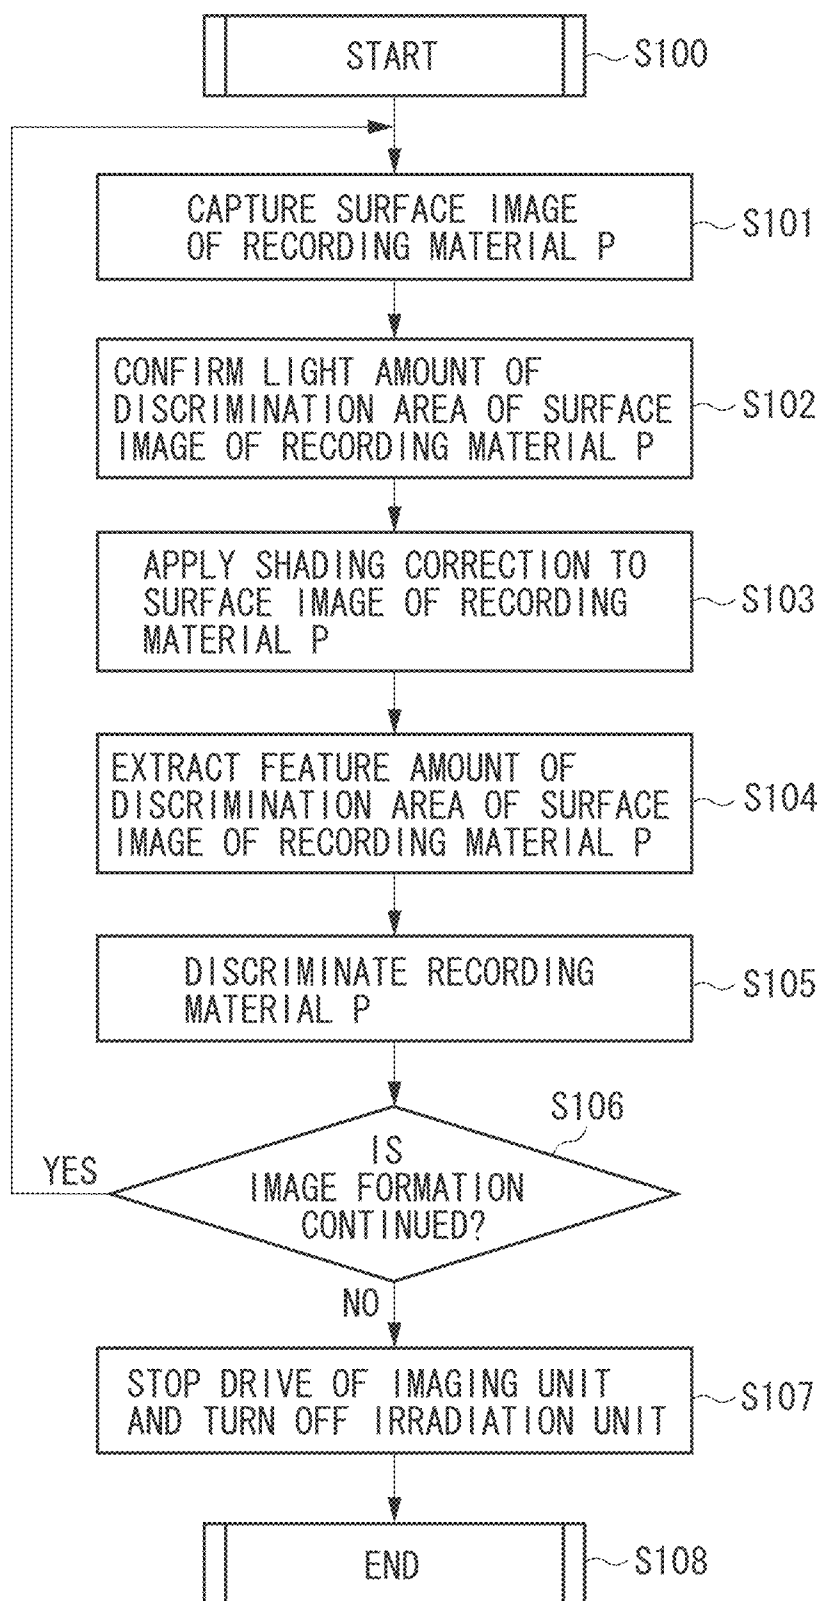 START
S100
CAPTURE SURFACE IMAGE
OF RECORDING MATERIAL P
S101
CONFIRM LIGHT AMOUNT OF
DISCRIMINATION AREA OF SURFACE
IMAGE OF RECORDING MATERIAL P
S102
APPLY SHADING CORRECTION TO
SURFACE IMAGE OF RECORDING
MATERIAL P
S103
EXTRACT FEATURE AMOUNT OF
DISCRIMINATION AREA OF SURFACE
IMAGE OF RECORDING MATERIAL P
S104
DISCRIMINATE RECORDING
MATERIAL P
S105
S106
IS
IMAGE FORMATION
CONTINUED?
YES
NO
STOP DRIVE OF IMAGING UNIT
AND TURN OFF IRRADIATION UNIT
S107
END
S108